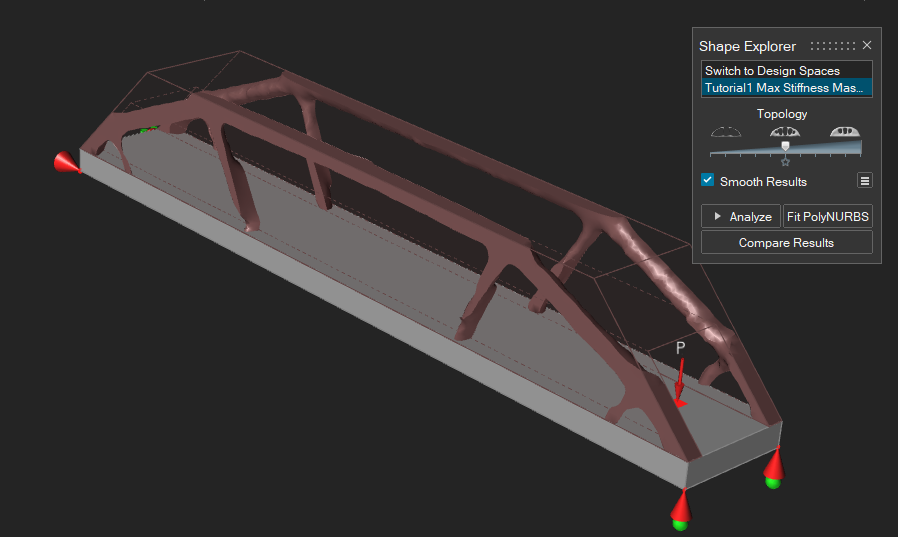 Shape Explorer
Switch to Design Spaces
Tutorial1 Max Stiffness Mas...
Topology
Smooth Results
Analyze
Fit PolyNURBS
Compare Results
P